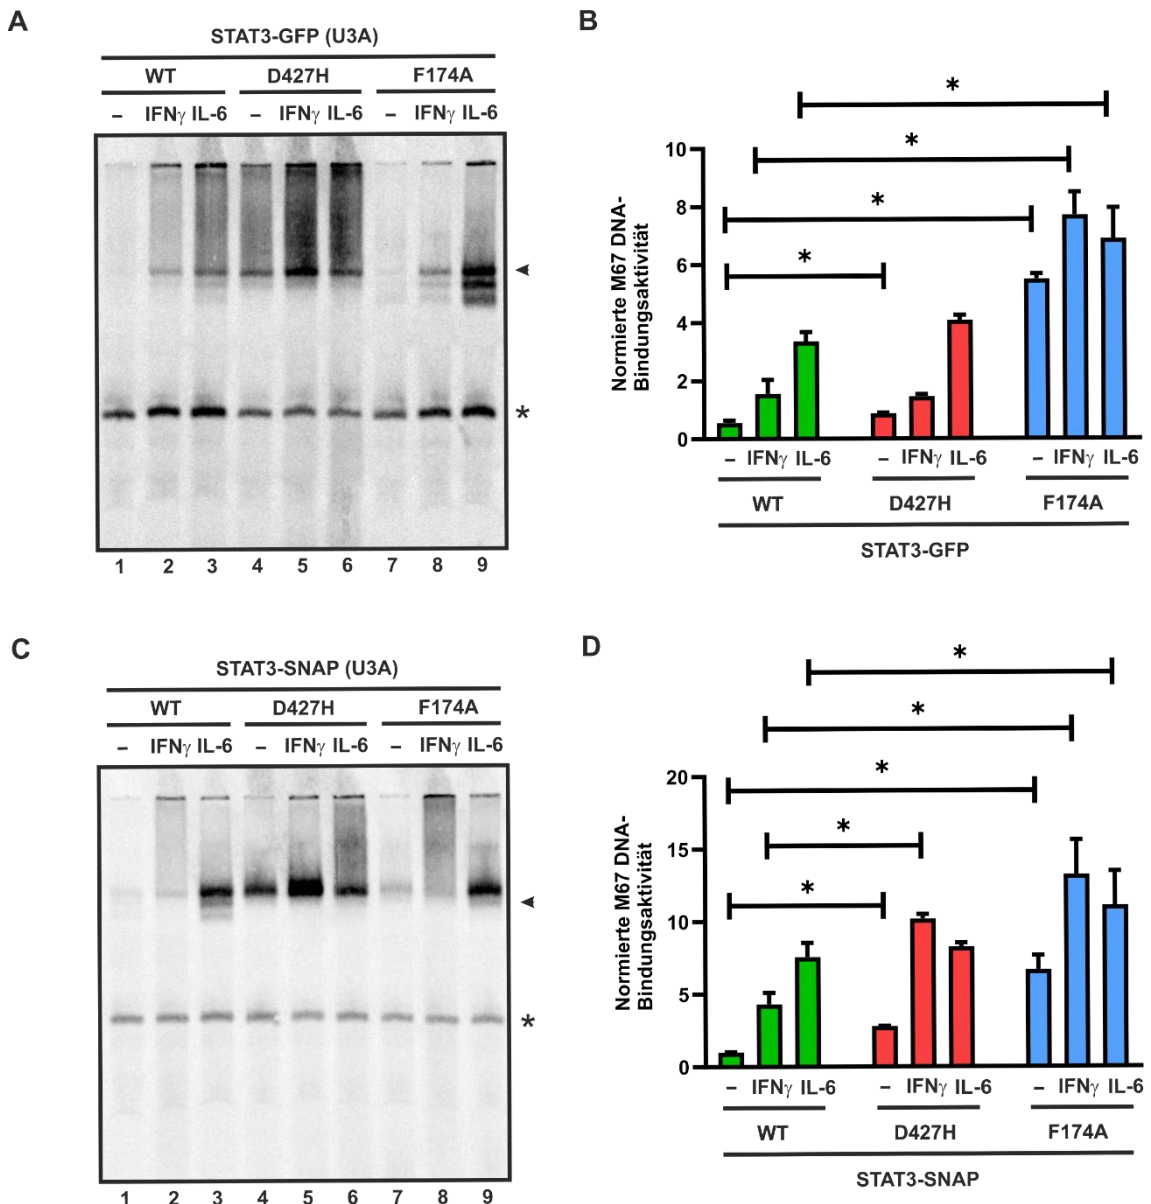 A
STAT3-GFP (U3A)
WT D427H F174A
– IFNγ IL-6 – IFNγ IL-6 – IFNγ IL-6
*
1 2 3 4 5 6 7 8 9
B
Normierte M67 DNA-
Bindungsaktivität
*
*
*
*
10
8
6
4
2
0
– IFNγ IL-6 – IFNγ IL-6 – IFNγ IL-6
WT D427H F174A
STAT3-GFP
C
STAT3-SNAP (U3A)
WT D427H F174A
– IFNγ IL-6 – IFNγ IL-6 – IFNγ IL-6
*
1 2 3 4 5 6 7 8 9
D
Normierte M67 DNA-
Bindungsaktivität
*
*
*
*
*
20
15
10
5
0
– IFNγ IL-6 – IFNγ IL-6 – IFNγ IL-6
WT D427H F174A
STAT3-SNAP